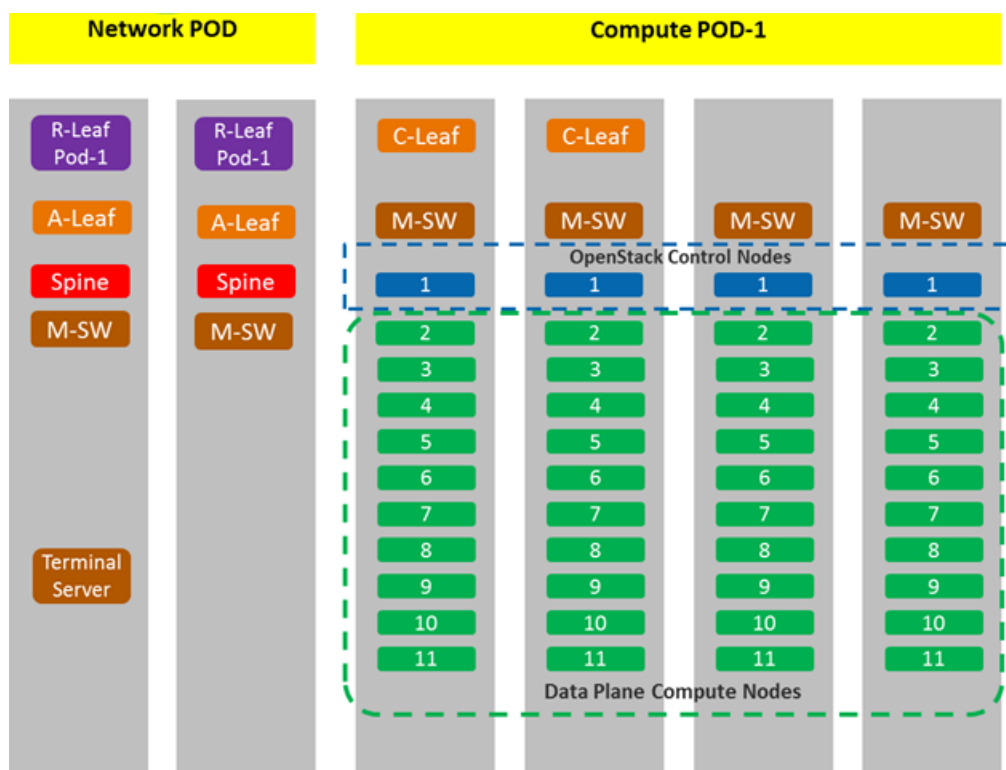 Network POD
Compute POD-1
R-Leaf
Pod-1
R-Leaf
Pod-1
C-Leaf
C-Leaf
A-Leaf
A-Leaf
M-SW
M-SW
M-SW
M-SW
OpenStack Control Nodes
Spine
Spine
1
1
1
1
M-SW
M-SW
2
2
2
2
3
3
3
3
4
4
4
4
5
5
5
5
6
6
6
6
7
7
7
7
Terminal
Server
8
8
8
8
9
9
9
9
10
10
10
10
11
11
11
11
Data Plane Compute Nodes